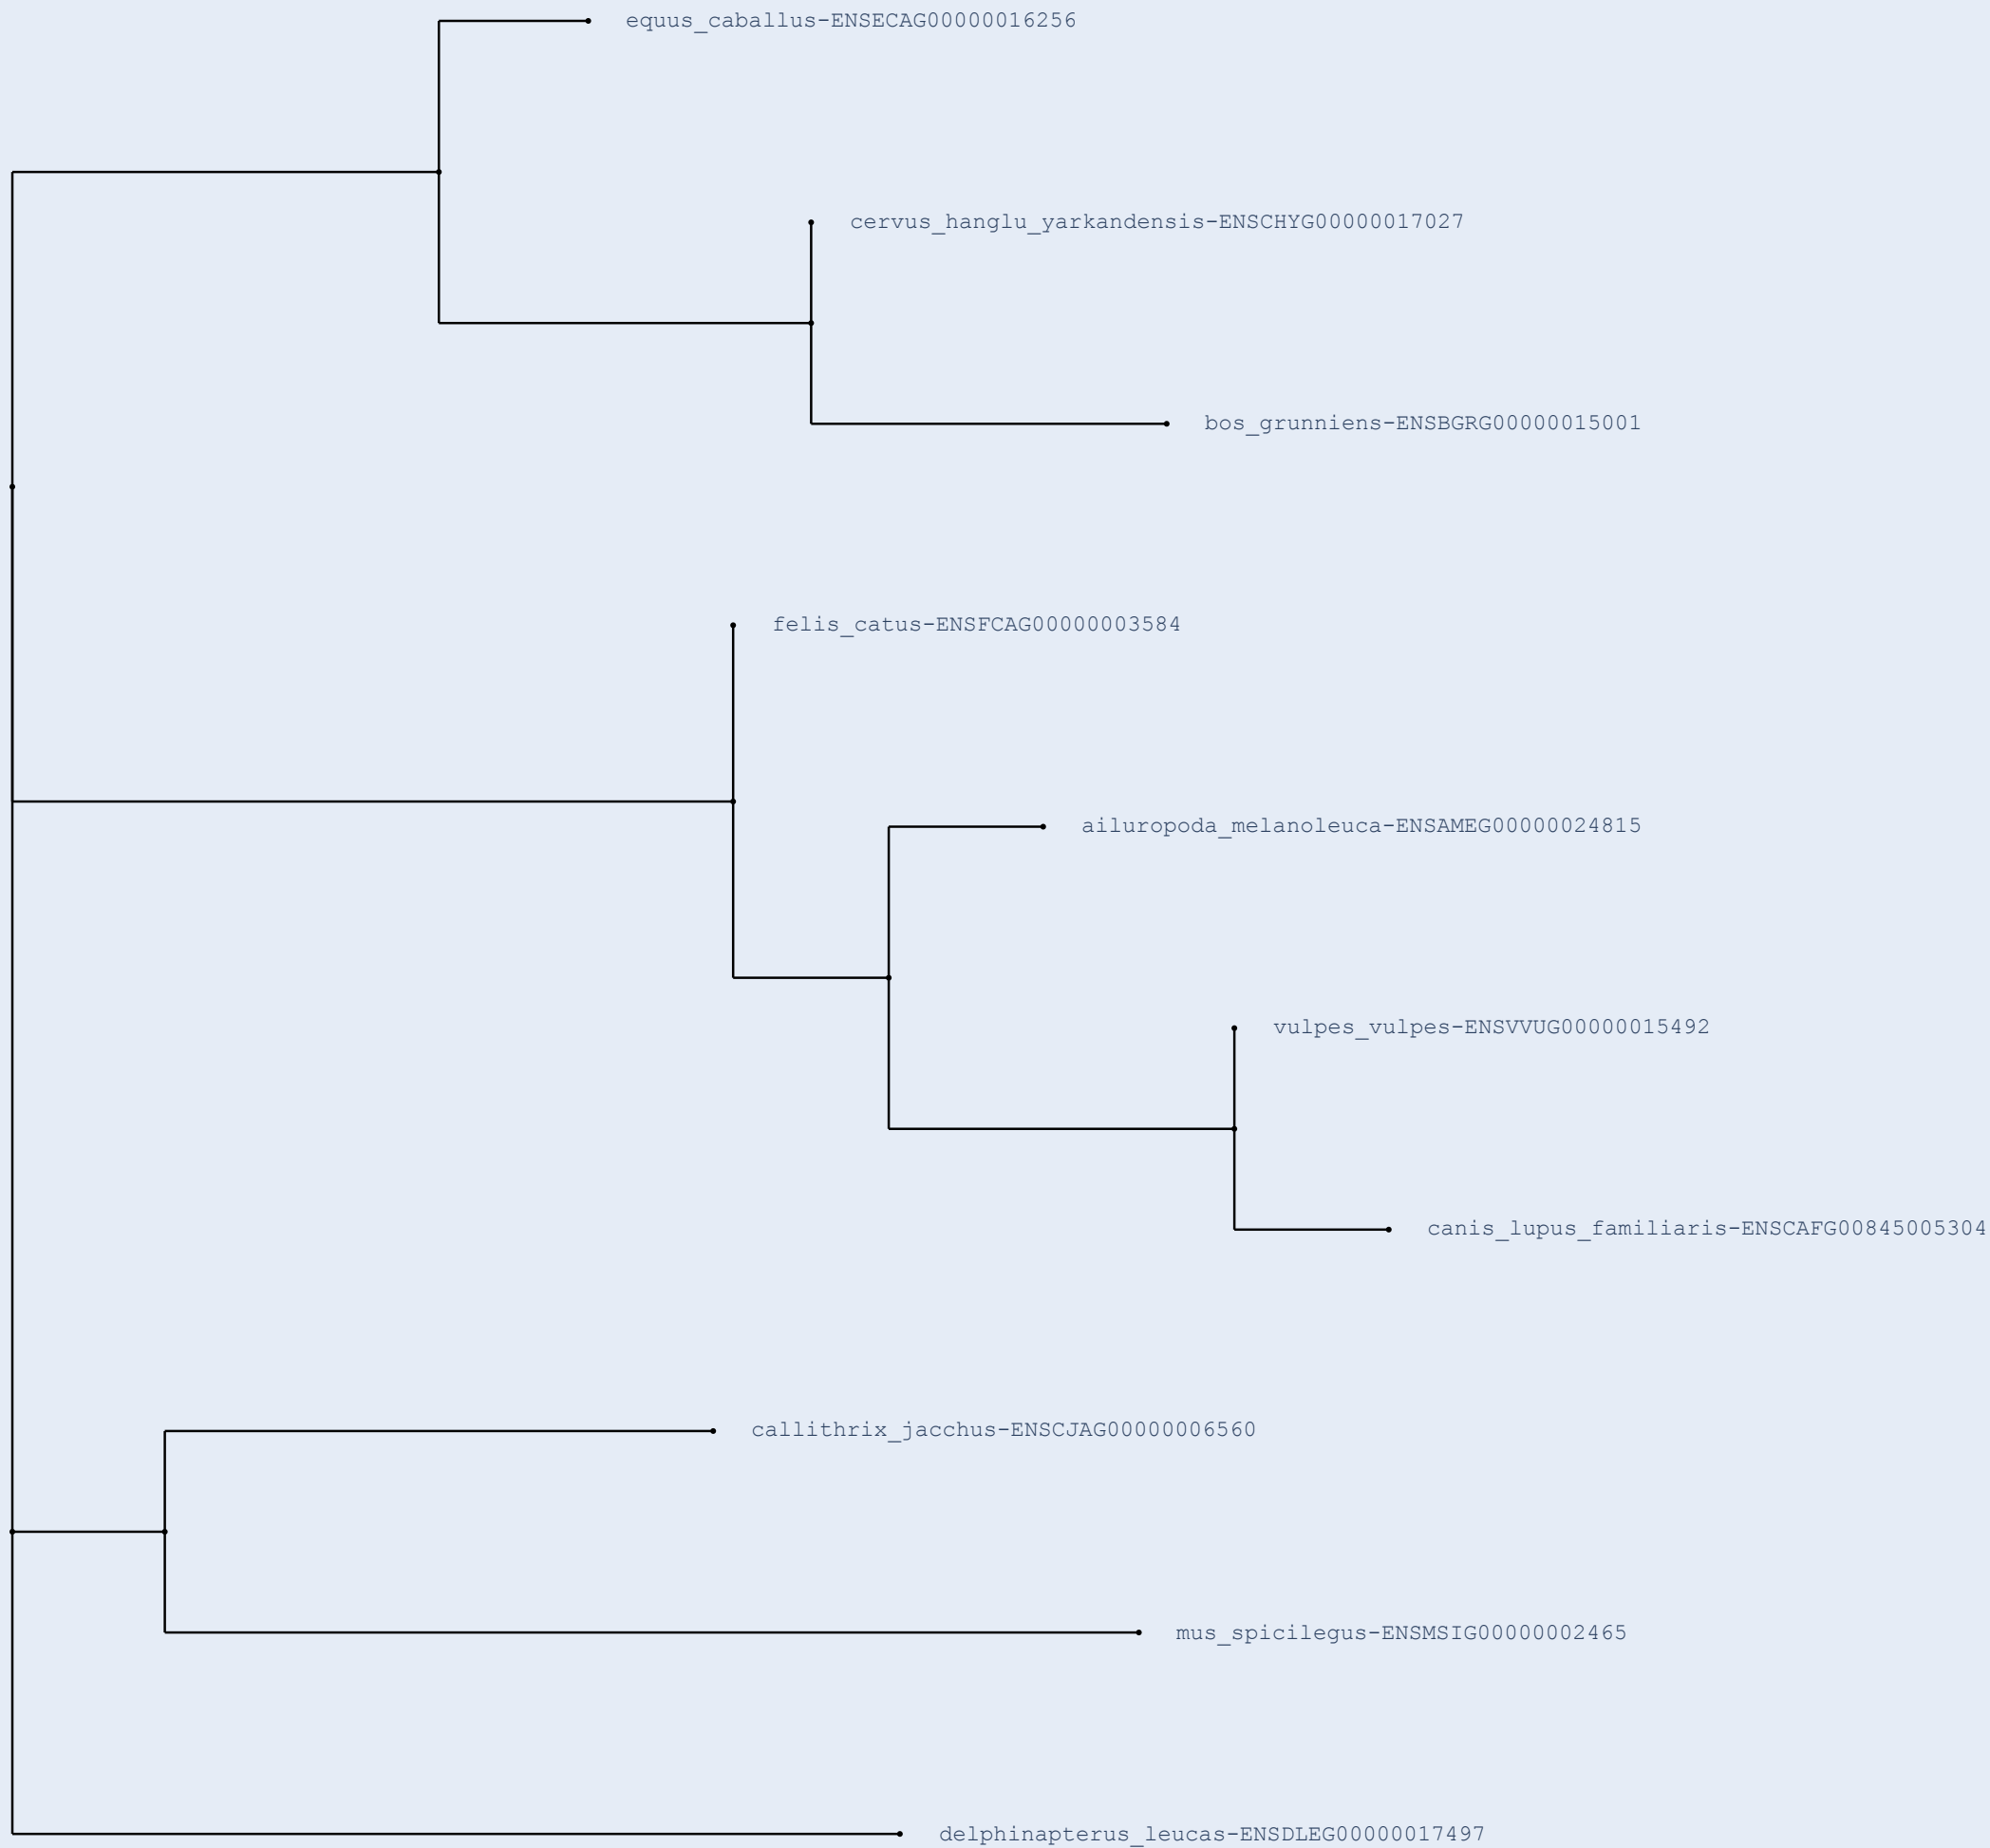 equus_caballus-ENSECAG00000016256
cervus_hanglu_yarkandensis-ENSCHYG00000017027
bos_grunniens-ENSBGRG00000015001
felis_catus-ENSFCAG00000003584
ailuropoda_melanoleuca-ENSAMEG00000024815
vulpes_vulpes-ENSVVUG00000015492
canis_lupus_familiaris-ENSCAFG00845005304
callithrix_jacchus-ENSCJAG00000006560
mus_spicilegus-ENSMSIG00000002465
delphinapterus_leucas-ENSDLEG00000017497